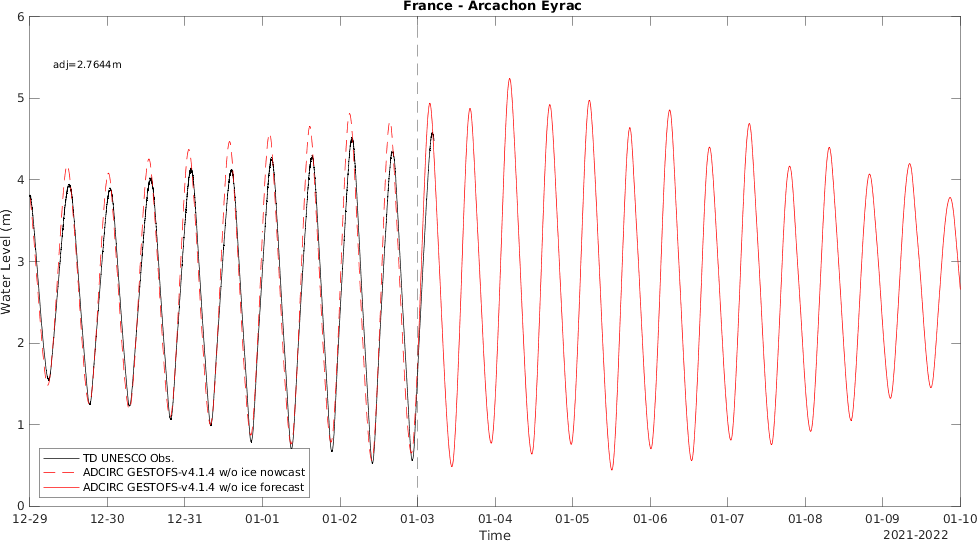 France - Arcachon Eyrac
6
adj=2.7644m
5
4
3
2
1
0
Water Level (m)
TD UNESCO Obs.
ADCIRC GESTOFS-v4.1.4 w/o ice nowcast
ADCIRC GESTOFS-v4.1.4 w/o ice forecast
12-29 12-30 12-31 01-01 01-02 01-03 01-04 01-05 01-06 01-07 01-08 01-09 01-10
Time
2021-2022